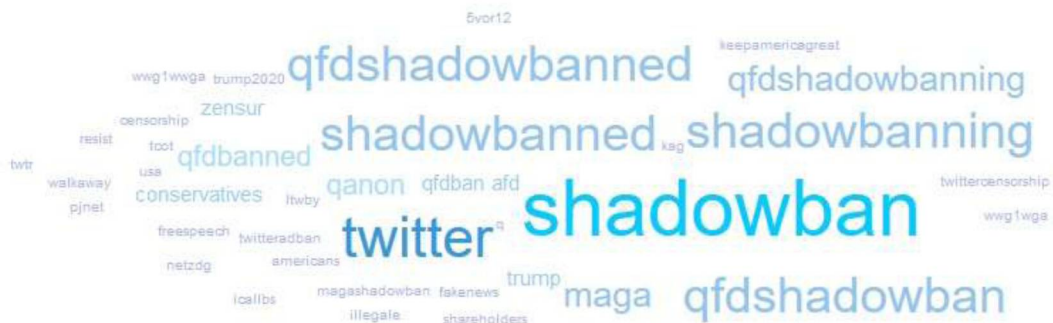 5vor12
keepamericagreat
wwg1wwga trump2020 qfdshadowbanned qfdshadowbanning
zensur
censorship
resist shadowbanned kag shadowbanning
tcot qfdbanned
twtr usa
walkaway conservatives ltwby qanon qfdban afd shadowban twittercensorship
pjnet wwg1wga
freespeech twitteradban twitter q
netzdg americans
icallbs magashadowban fakenews trump maga qfdshadowban
illegale shareholders